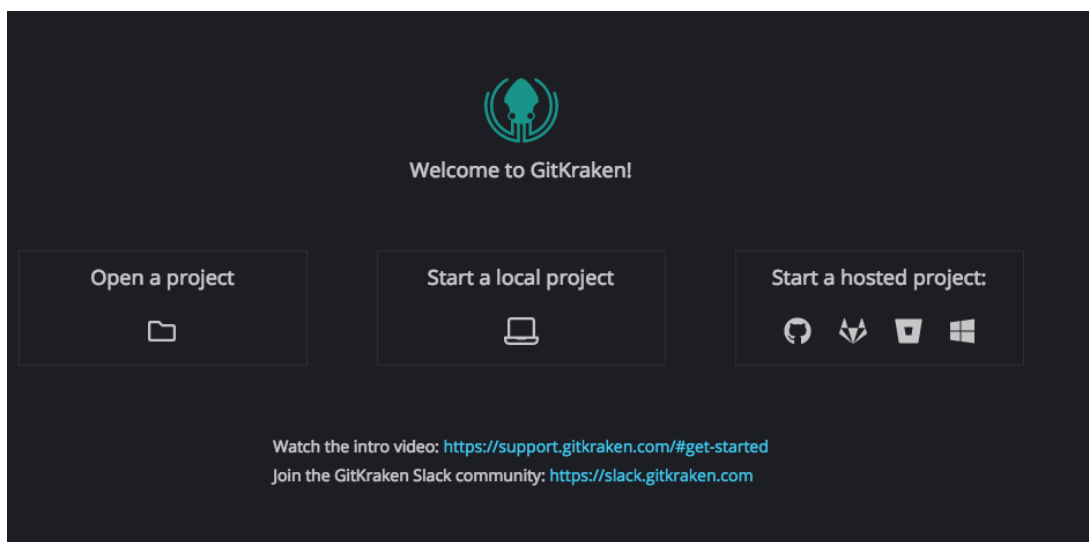 Welcome to GitKraken!
Open a project
Start a local project
Start a hosted project:
Watch the intro video: https://support.gitkraken.com/#get-started
Join the GitKraken Slack community: https://slack.gitkraken.com